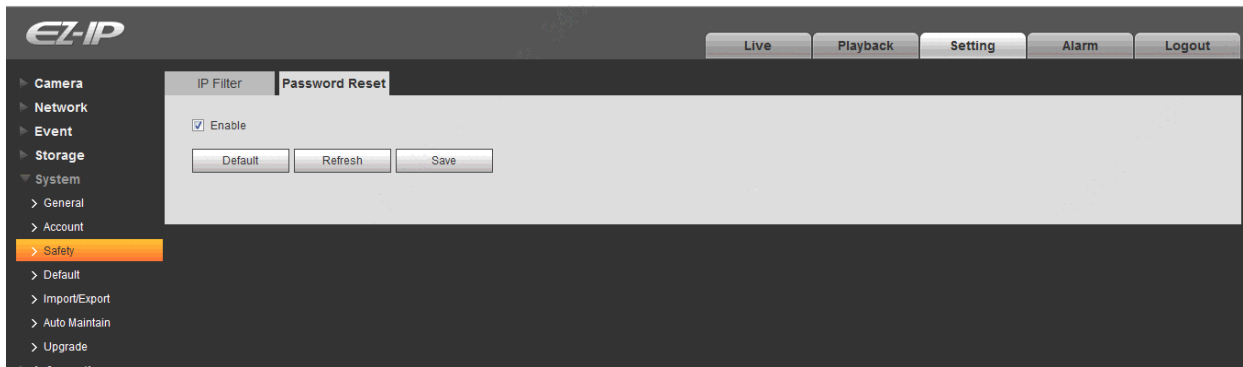 EZ-IP
Live Playback Setting Alarm Logout
Camera
Network
Event
Storage
System
General
Account
Safety
Default
Import/Export
Auto Maintain
Upgrade
IP Filter Password Reset
Enable
Default Refresh Save